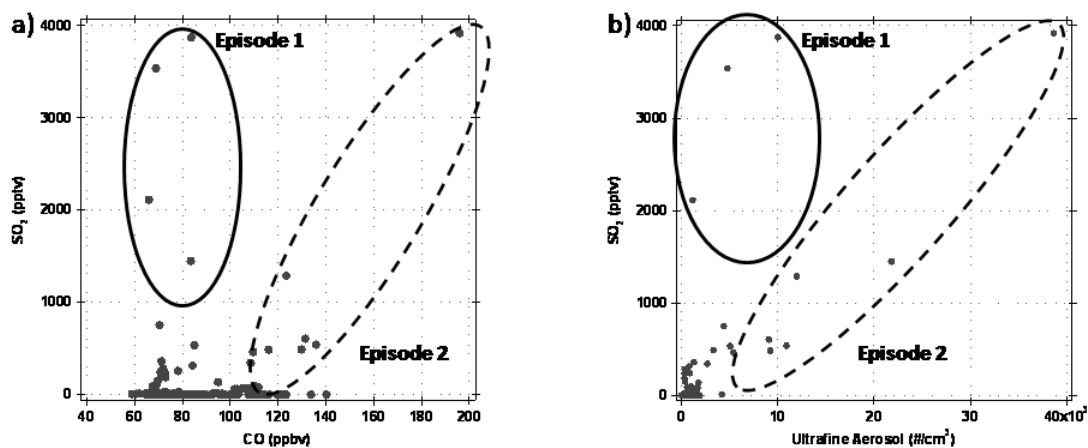 a)
Episode 1
Episode 2
4000
3000
2000
1000
0
SO₂ (pptv)
40 60 80 100 120 140 160 180 200
CO (ppbv)
b)
Episode 1
Episode 2
4000
3000
4000
1000
0
SO₂ (pptv)
0 10 20 30 40x10³
Ultrafine Aerosol (#/cm³)